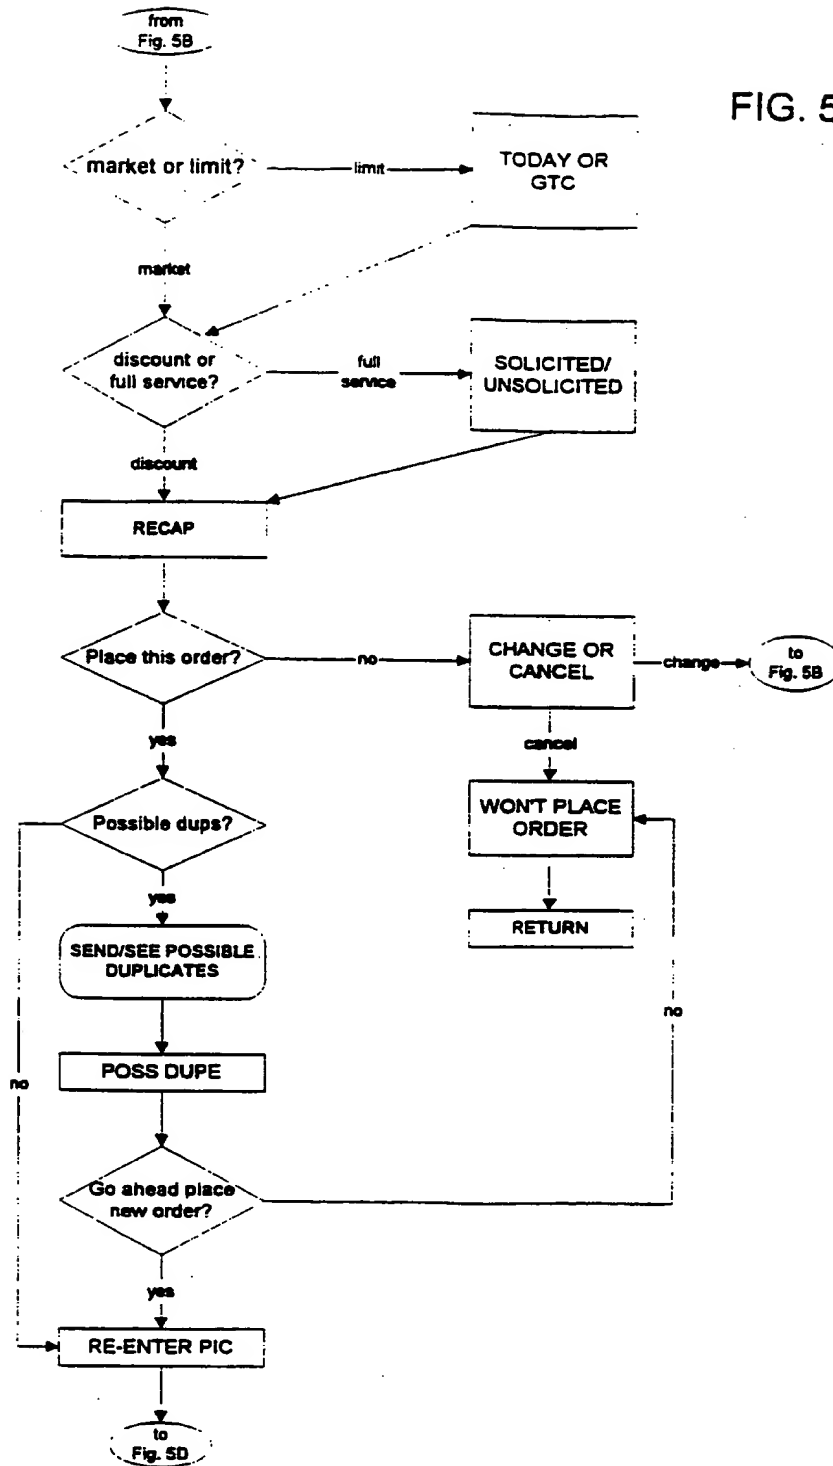 from
Fig. 5B
FIG. 5
market or limit?
limit
TODAY OR
GTC
market
discount or
full service?
full
service
SOLICITED/
UNSOLICITED
discount
RECAP
Place this order?
no
CHANGE OR
CANCEL
change
to
Fig. 5B
yes
cancel
Possible dups?
WON'T PLACE
ORDER
yes
RETURN
SEND/SEE POSSIBLE
DUPLICATES
no
POSS DUPE
no
Go ahead place
new order?
yes
RE-ENTER PIC
to
Fig. 5D